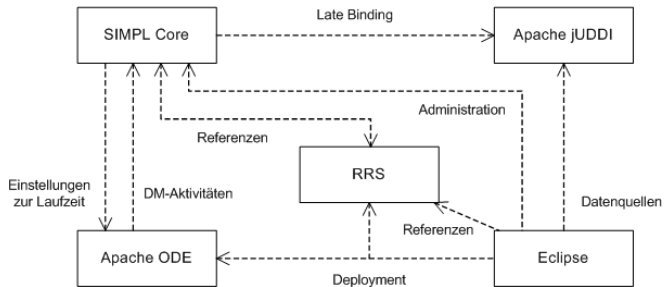 Late Binding
SIMPL Core
Apache jUDDI
Administration
Referenzen
RRS
Einstellungen
zur Laufzeit
DM-Aktivitäten
Datenquellen
Referenzen
Apache ODE
Eclipse
Deployment